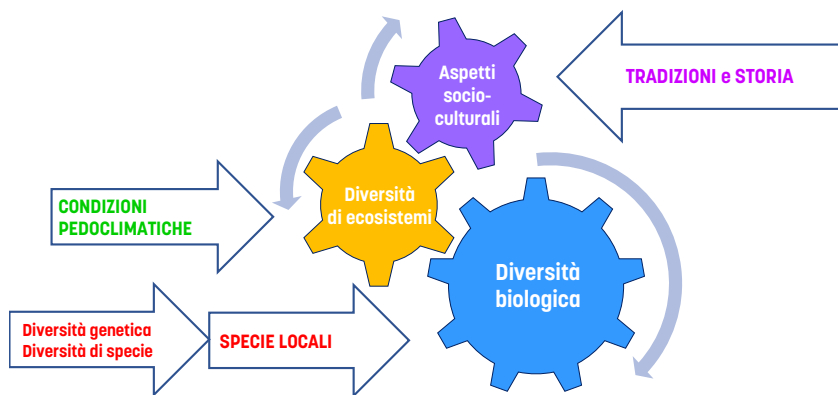 Aspetti
socio-
culturali
TRADIZIONI e STORIA
Diversità
di ecosistemi
CONDIZIONI
PEDOCLIMATICHE
Diversità
biologica
Diversità genetica
Diversità di specie
SPECIE LOCALI